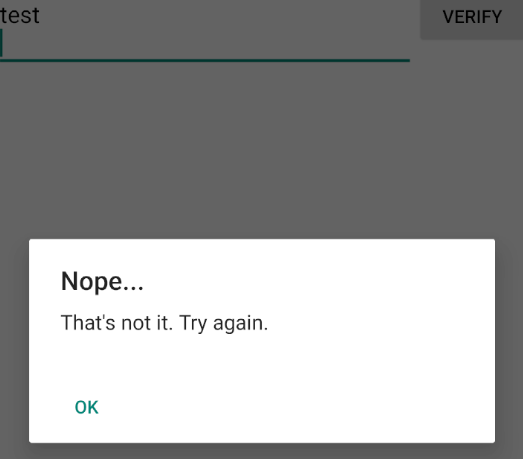 test
VERIFY
Nope...
That's not it. Try again.
OK